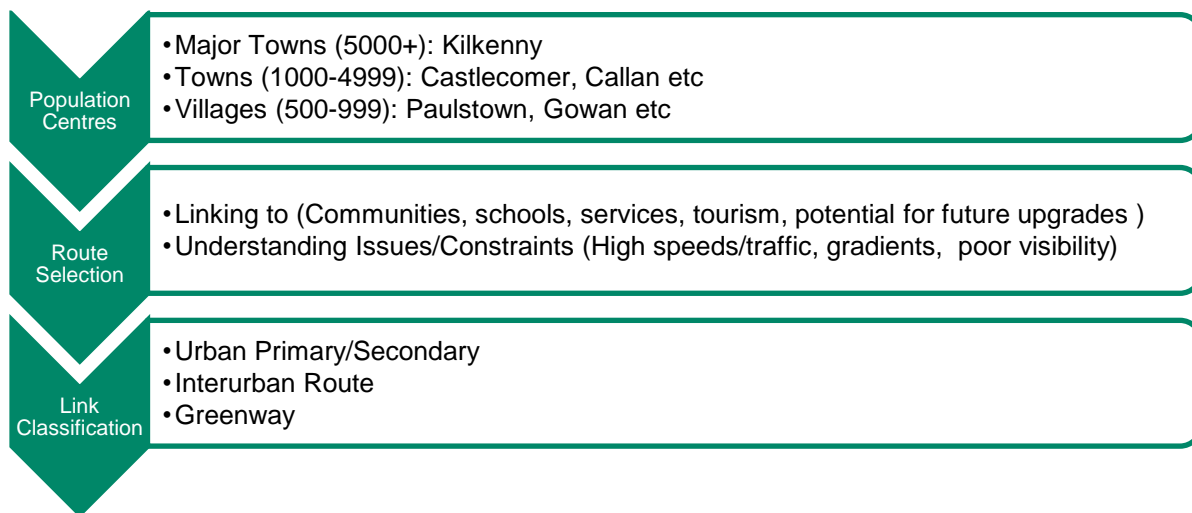 Population
Centres
•Major Towns (5000+): Kilkenny
•Towns (1000-4999): Castlecomer, Callan etc
•Villages (500-999): Paulstown, Gowan etc
Route
Selection
•Linking to (Communities, schools, services, tourism, potential for future upgrades )
•Understanding Issues/Constraints (High speeds/traffic, gradients,  poor visibility)
Link
Classification
•Urban Primary/Secondary
•Interurban Route
•Greenway